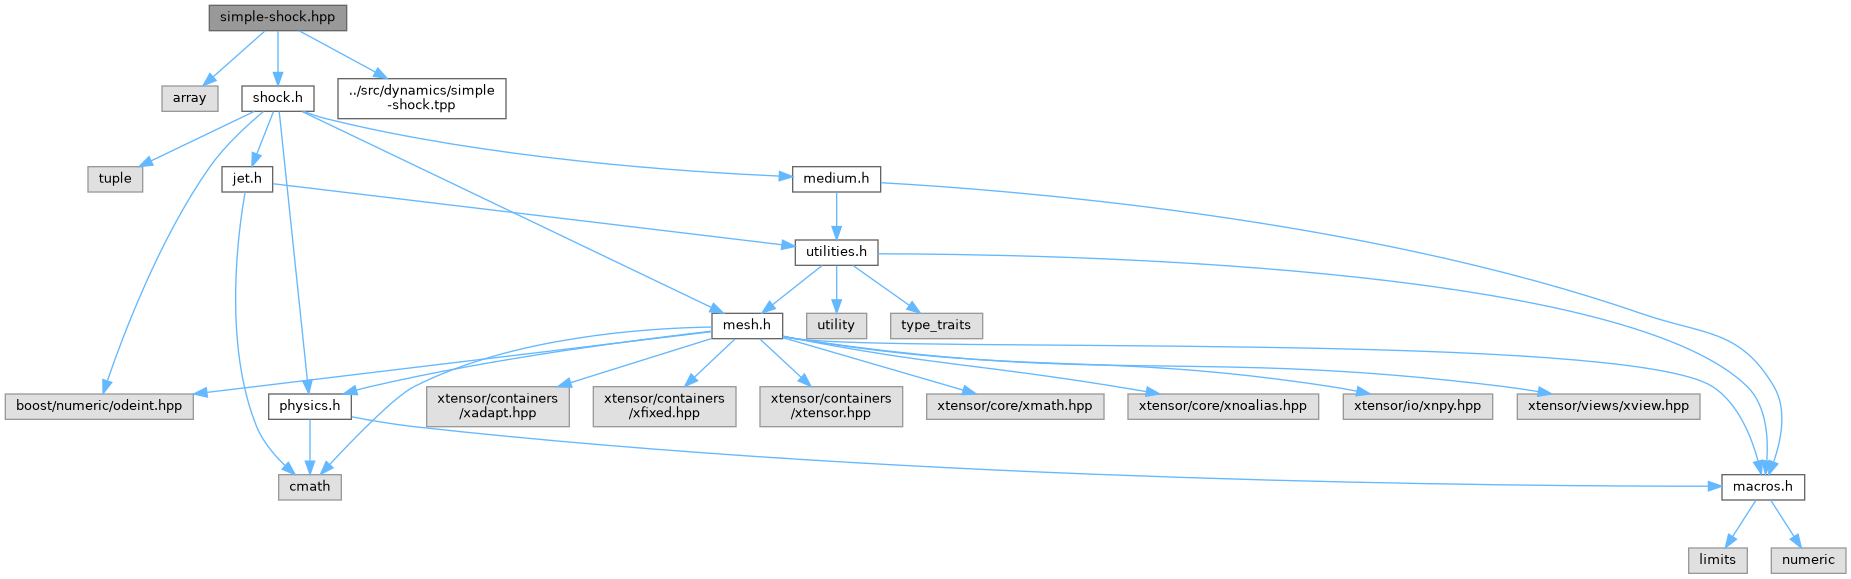 simple-shock.hpp
array
shock.h
../src/dynamics/simple
-shock.tpp
tuple
jet.h
medium.h
utilities.h
mesh.h
utility
type_traits
boost/numeric/odeint.hpp
physics.h
xtensor/containers
/xadapt.hpp
xtensor/containers
/xfixed.hpp
xtensor/containers
/xtensor.hpp
xtensor/core/xmath.hpp
xtensor/core/xnoalias.hpp
xtensor/io/xnpy.hpp
xtensor/views/xview.hpp
cmath
macros.h
limits
numeric